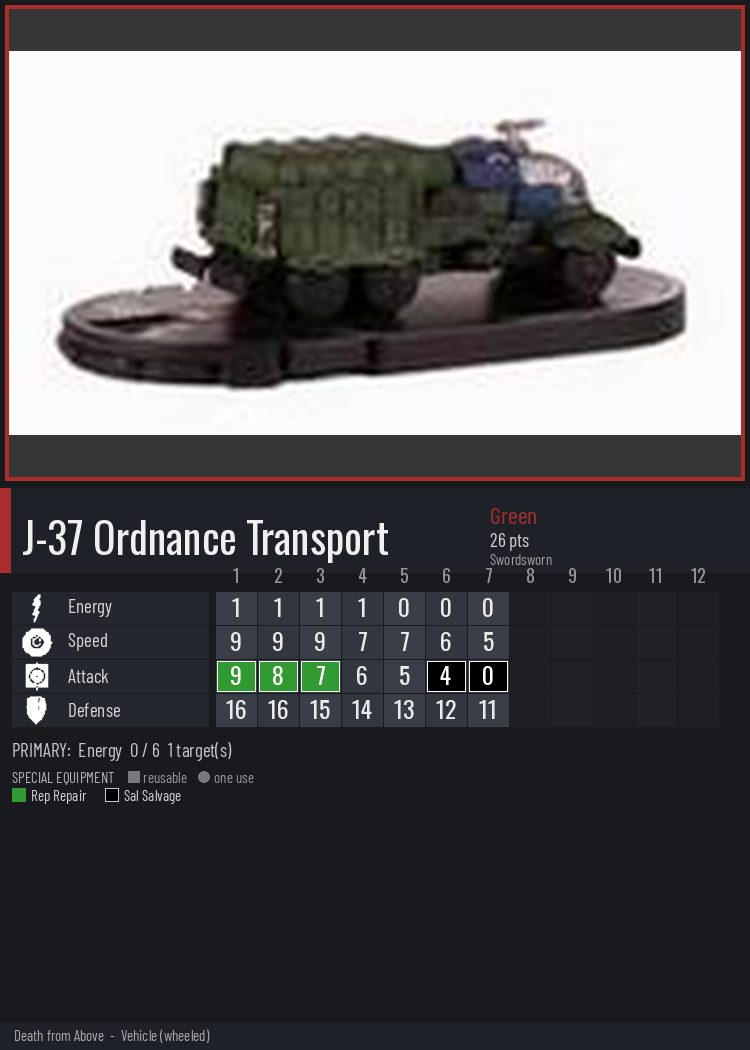 J-37 Ordnance Transport
Green
26 pts
Swordsworn
1 2 3 4 5 6 7 8 9 10 11 12
Energy 1 1 1 1 0 0 0
Speed 9 9 9 7 7 6 5
Attack 9 8 7 6 5 4 0
Defense 16 16 15 14 13 12 11
PRIMARY: Energy 0 / 6 1 target(s)
SPECIAL EQUIPMENT reusable one use
Rep Repair Sal Salvage
Death from Above - Vehicle (wheeled)